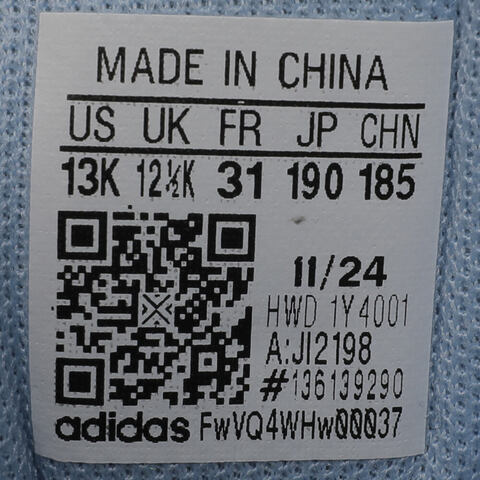 MADE IN CHINA
US UK FR JP CHN
13K 12½K 31 190 185
11/24
HWD 1Y4001
A:JI2198
#136139290
adidas FwVQ4WHw00037